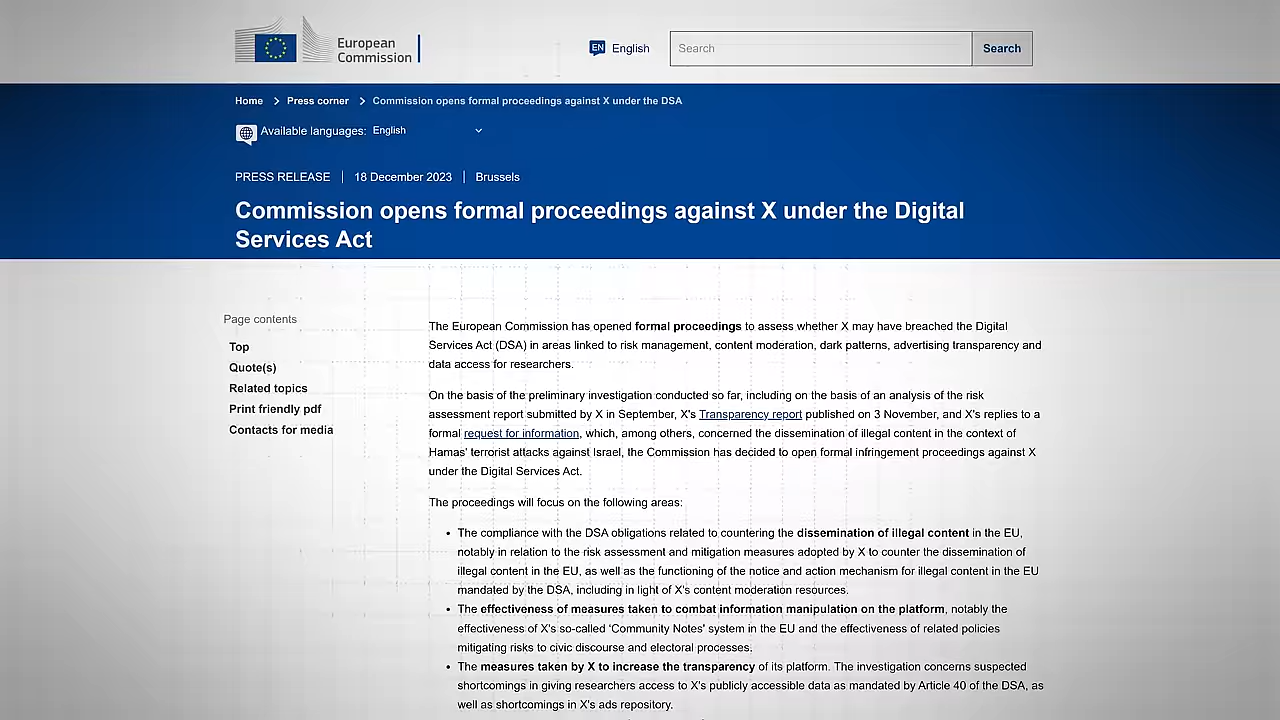 European
Commission
EN English
Search
Search
Home > Press corner > Commission opens formal proceedings against X under the DSA
Available languages: English
PRESS RELEASE | 18 December 2023 | Brussels
Commission opens formal proceedings against X under the Digital
Services Act
Page contents
Top
Quote(s)
Related topics
Print friendly pdf
Contacts for media
The European Commission has opened formal proceedings to assess whether X may have breached the Digital
Services Act (DSA) in areas linked to risk management, content moderation, dark patterns, advertising transparency and
data access for researchers.
On the basis of the preliminary investigation conducted so far, including on the basis of an analysis of the risk
assessment report submitted by X in September, X's Transparency report published on 3 November, and X's replies to a
formal request for information, which, among others, concerned the dissemination of illegal content in the context of
Hamas' terrorist attacks against Israel, the Commission has decided to open formal infringement proceedings against X
under the Digital Services Act.
The proceedings will focus on the following areas:
• The compliance with the DSA obligations related to countering the dissemination of illegal content in the EU,
notably in relation to the risk assessment and mitigation measures adopted by X to counter the dissemination of
illegal content in the EU, as well as the functioning of the notice and action mechanism for illegal content in the EU
mandated by the DSA, including in light of X's content moderation resources.
• The effectiveness of measures taken to combat information manipulation on the platform, notably the
effectiveness of X's so-called ‘Community Notes’ system in the EU and the effectiveness of related policies
mitigating risks to civic discourse and electoral processes.
• The measures taken by X to increase the transparency of its platform. The investigation concerns suspected
shortcomings in giving researchers access to X's publicly accessible data as mandated by Article 40 of the DSA, as
well as shortcomings in X's ads repository.